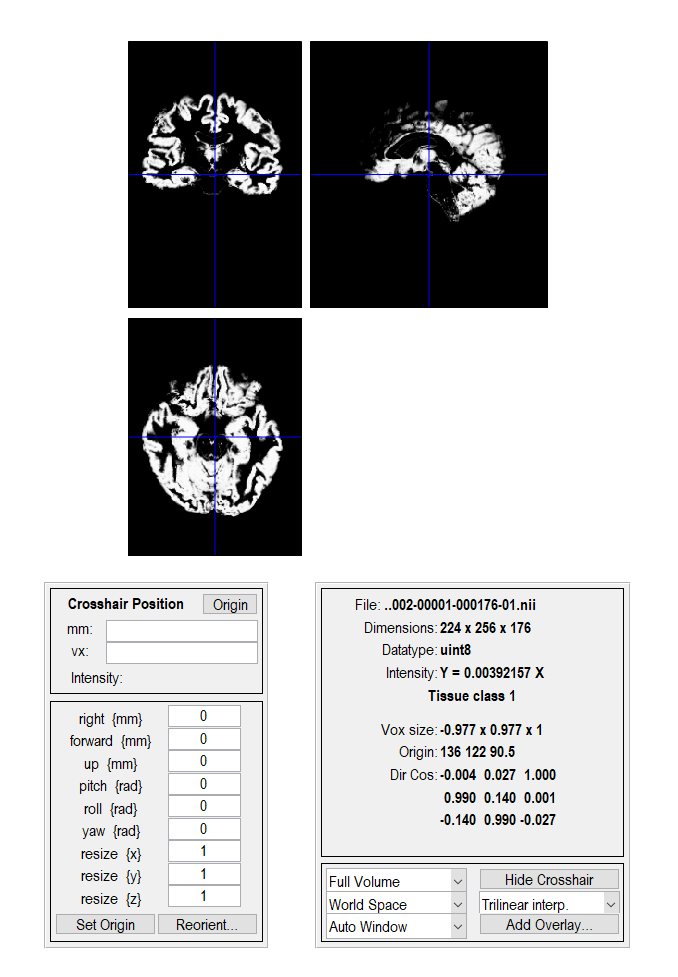 Crosshair Position
Origin
mm:
vx:
Intensity:
right {mm} 0
forward {mm} 0
up {mm} 0
pitch {rad} 0
roll {rad} 0
yaw {rad} 0
resize {x} 1
resize {y} 1
resize {z} 1
Set Origin
Reorient...
File: ..002-00001-000176-01.nii
Dimensions: 224 x 256 x 176
Datatype: uint8
Intensity: Y = 0.00392157 X
Tissue class 1
Vox size: -0.977 x 0.977 x 1
Origin: 136 122 90.5
Dir Cos: -0.004 0.027 1.000
0.990 0.140 0.001
-0.140 0.990 -0.027
Full Volume
Hide Crosshair
World Space
Trilinear interp.
Auto Window
Add Overlay...